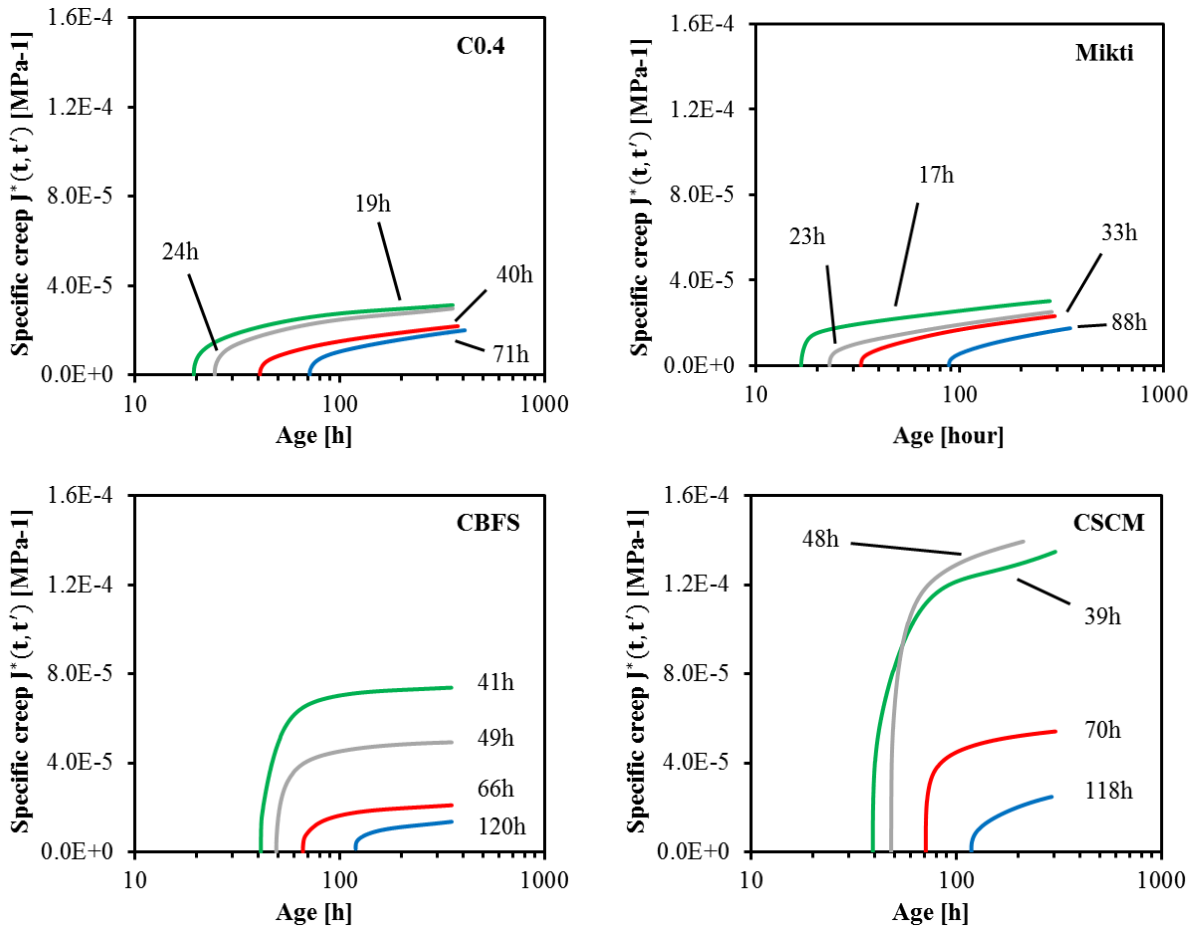 C0.4
Specific creep J*(t,t′) [MPa-1]
1.6E-4
1.2E-4
8.0E-5
4.0E-5
0.0E+0
19h
24h
40h
71h
10
100
1000
Age [h]
Mikti
Specific creep J*(t,t′) [MPa-1]
1.6E-4
1.2E-4
8.0E-5
4.0E-5
0.0E+0
17h
23h
33h
88h
10
100
1000
Age [hour]
CBFS
Specific creep J*(t,t′) [MPa-1]
1.6E-4
1.2E-4
8.0E-5
4.0E-5
0.0E+0
41h
49h
66h
120h
10
100
1000
Age [h]
CSCM
Specific creep J*(t,t′) [MPa-1]
1.6E-4
1.2E-4
8.0E-5
4.0E-5
0.0E+0
48h
39h
70h
118h
10
100
1000
Age [h]